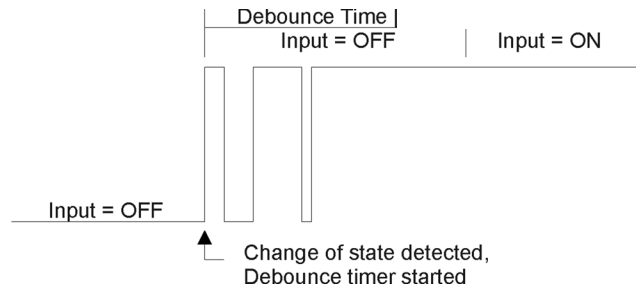 Debounce Time
Input = OFF
Input = ON
Input = OFF
Change of state detected,
Debounce timer started